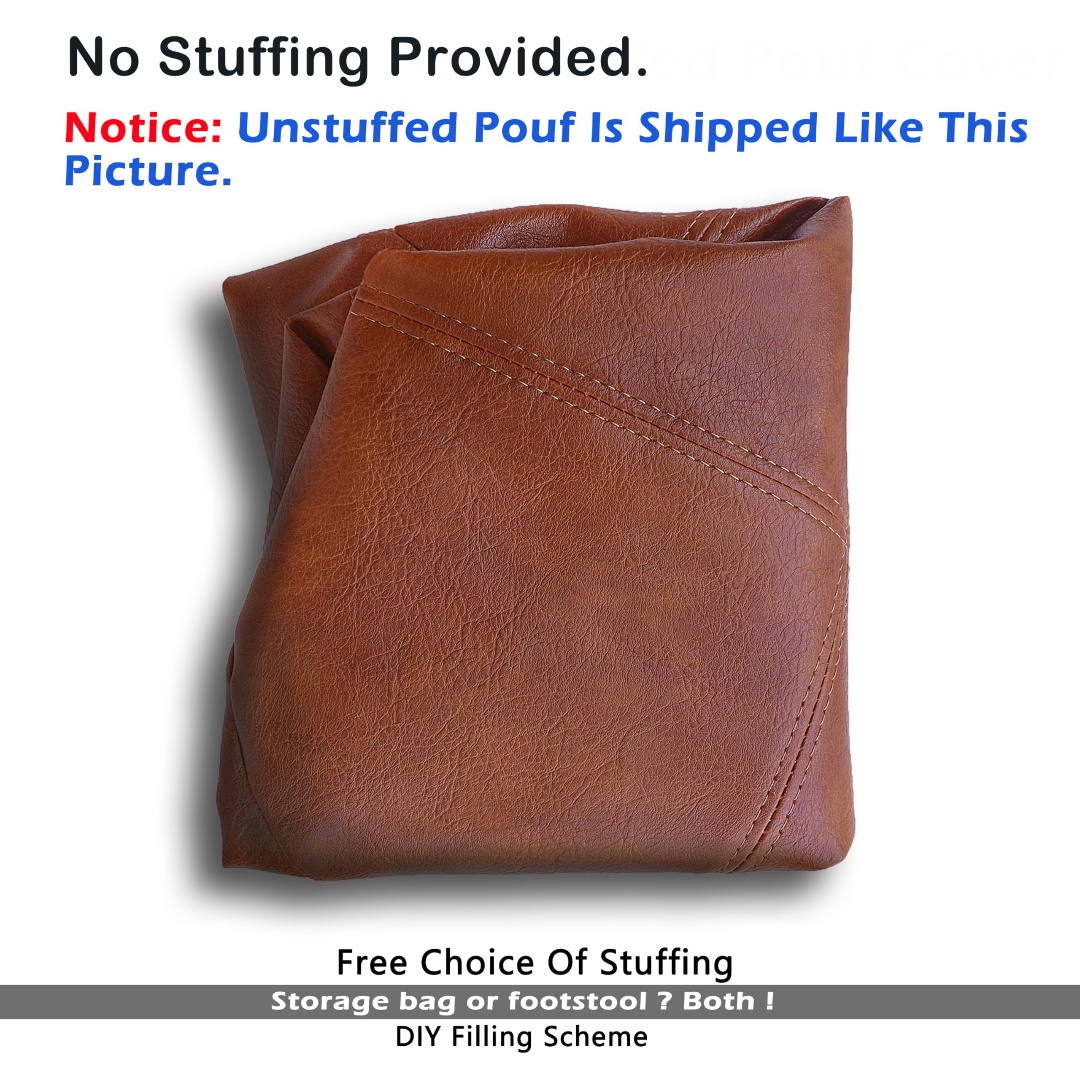 No Stuffing Provided.
Notice: Unstuffed Pouf Is Shipped Like This
Picture.
Free Choice Of Stuffing
Storage bag or footstool ? Both !
DIY Filling Scheme